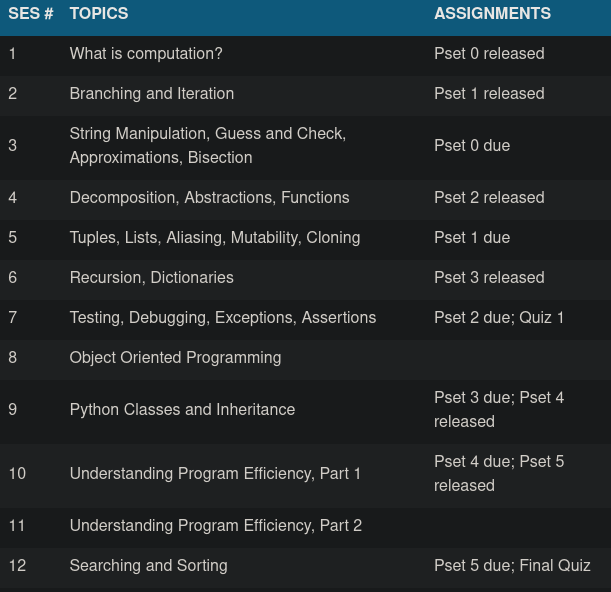 SES # TOPICS ASSIGNMENTS
1 What is computation? Pset 0 released
2 Branching and Iteration Pset 1 released
3 String Manipulation, Guess and Check, Approximations, Bisection Pset 0 due
4 Decomposition, Abstractions, Functions Pset 2 released
5 Tuples, Lists, Aliasing, Mutability, Cloning Pset 1 due
6 Recursion, Dictionaries Pset 3 released
7 Testing, Debugging, Exceptions, Assertions Pset 2 due; Quiz 1
8 Object Oriented Programming
9 Python Classes and Inheritance Pset 3 due; Pset 4 released
10 Understanding Program Efficiency, Part 1 Pset 4 due; Pset 5 released
11 Understanding Program Efficiency, Part 2
12 Searching and Sorting Pset 5 due; Final Quiz